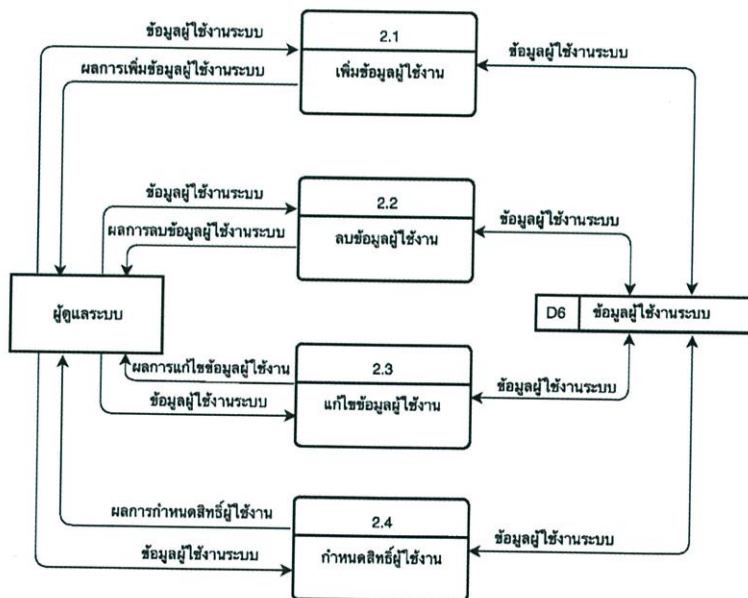 ข้อมูลผู้ใช้งานระบบ
2.1
ข้อมูลผู้ใช้งานระบบ
ผลการเพิ่มข้อมูลผู้ใช้งานระบบ
เพิ่มข้อมูลผู้ใช้งาน
ข้อมูลผู้ใช้งานระบบ
2.2
ข้อมูลผู้ใช้งานระบบ
ผลการลบข้อมูลผู้ใช้งานระบบ
ลบข้อมูลผู้ใช้งาน
ผู้ดูแลระบบ
D6 ข้อมูลผู้ใช้งานระบบ
ผลการแก้ไขข้อมูลผู้ใช้งาน
2.3
ข้อมูลผู้ใช้งานระบบ
ข้อมูลผู้ใช้งานระบบ
แก้ไขข้อมูลผู้ใช้งาน
ผลการกำหนดสิทธิ์ผู้ใช้งาน
2.4
ข้อมูลผู้ใช้งานระบบ
ข้อมูลผู้ใช้งานระบบ
กำหนดสิทธิ์ผู้ใช้งาน